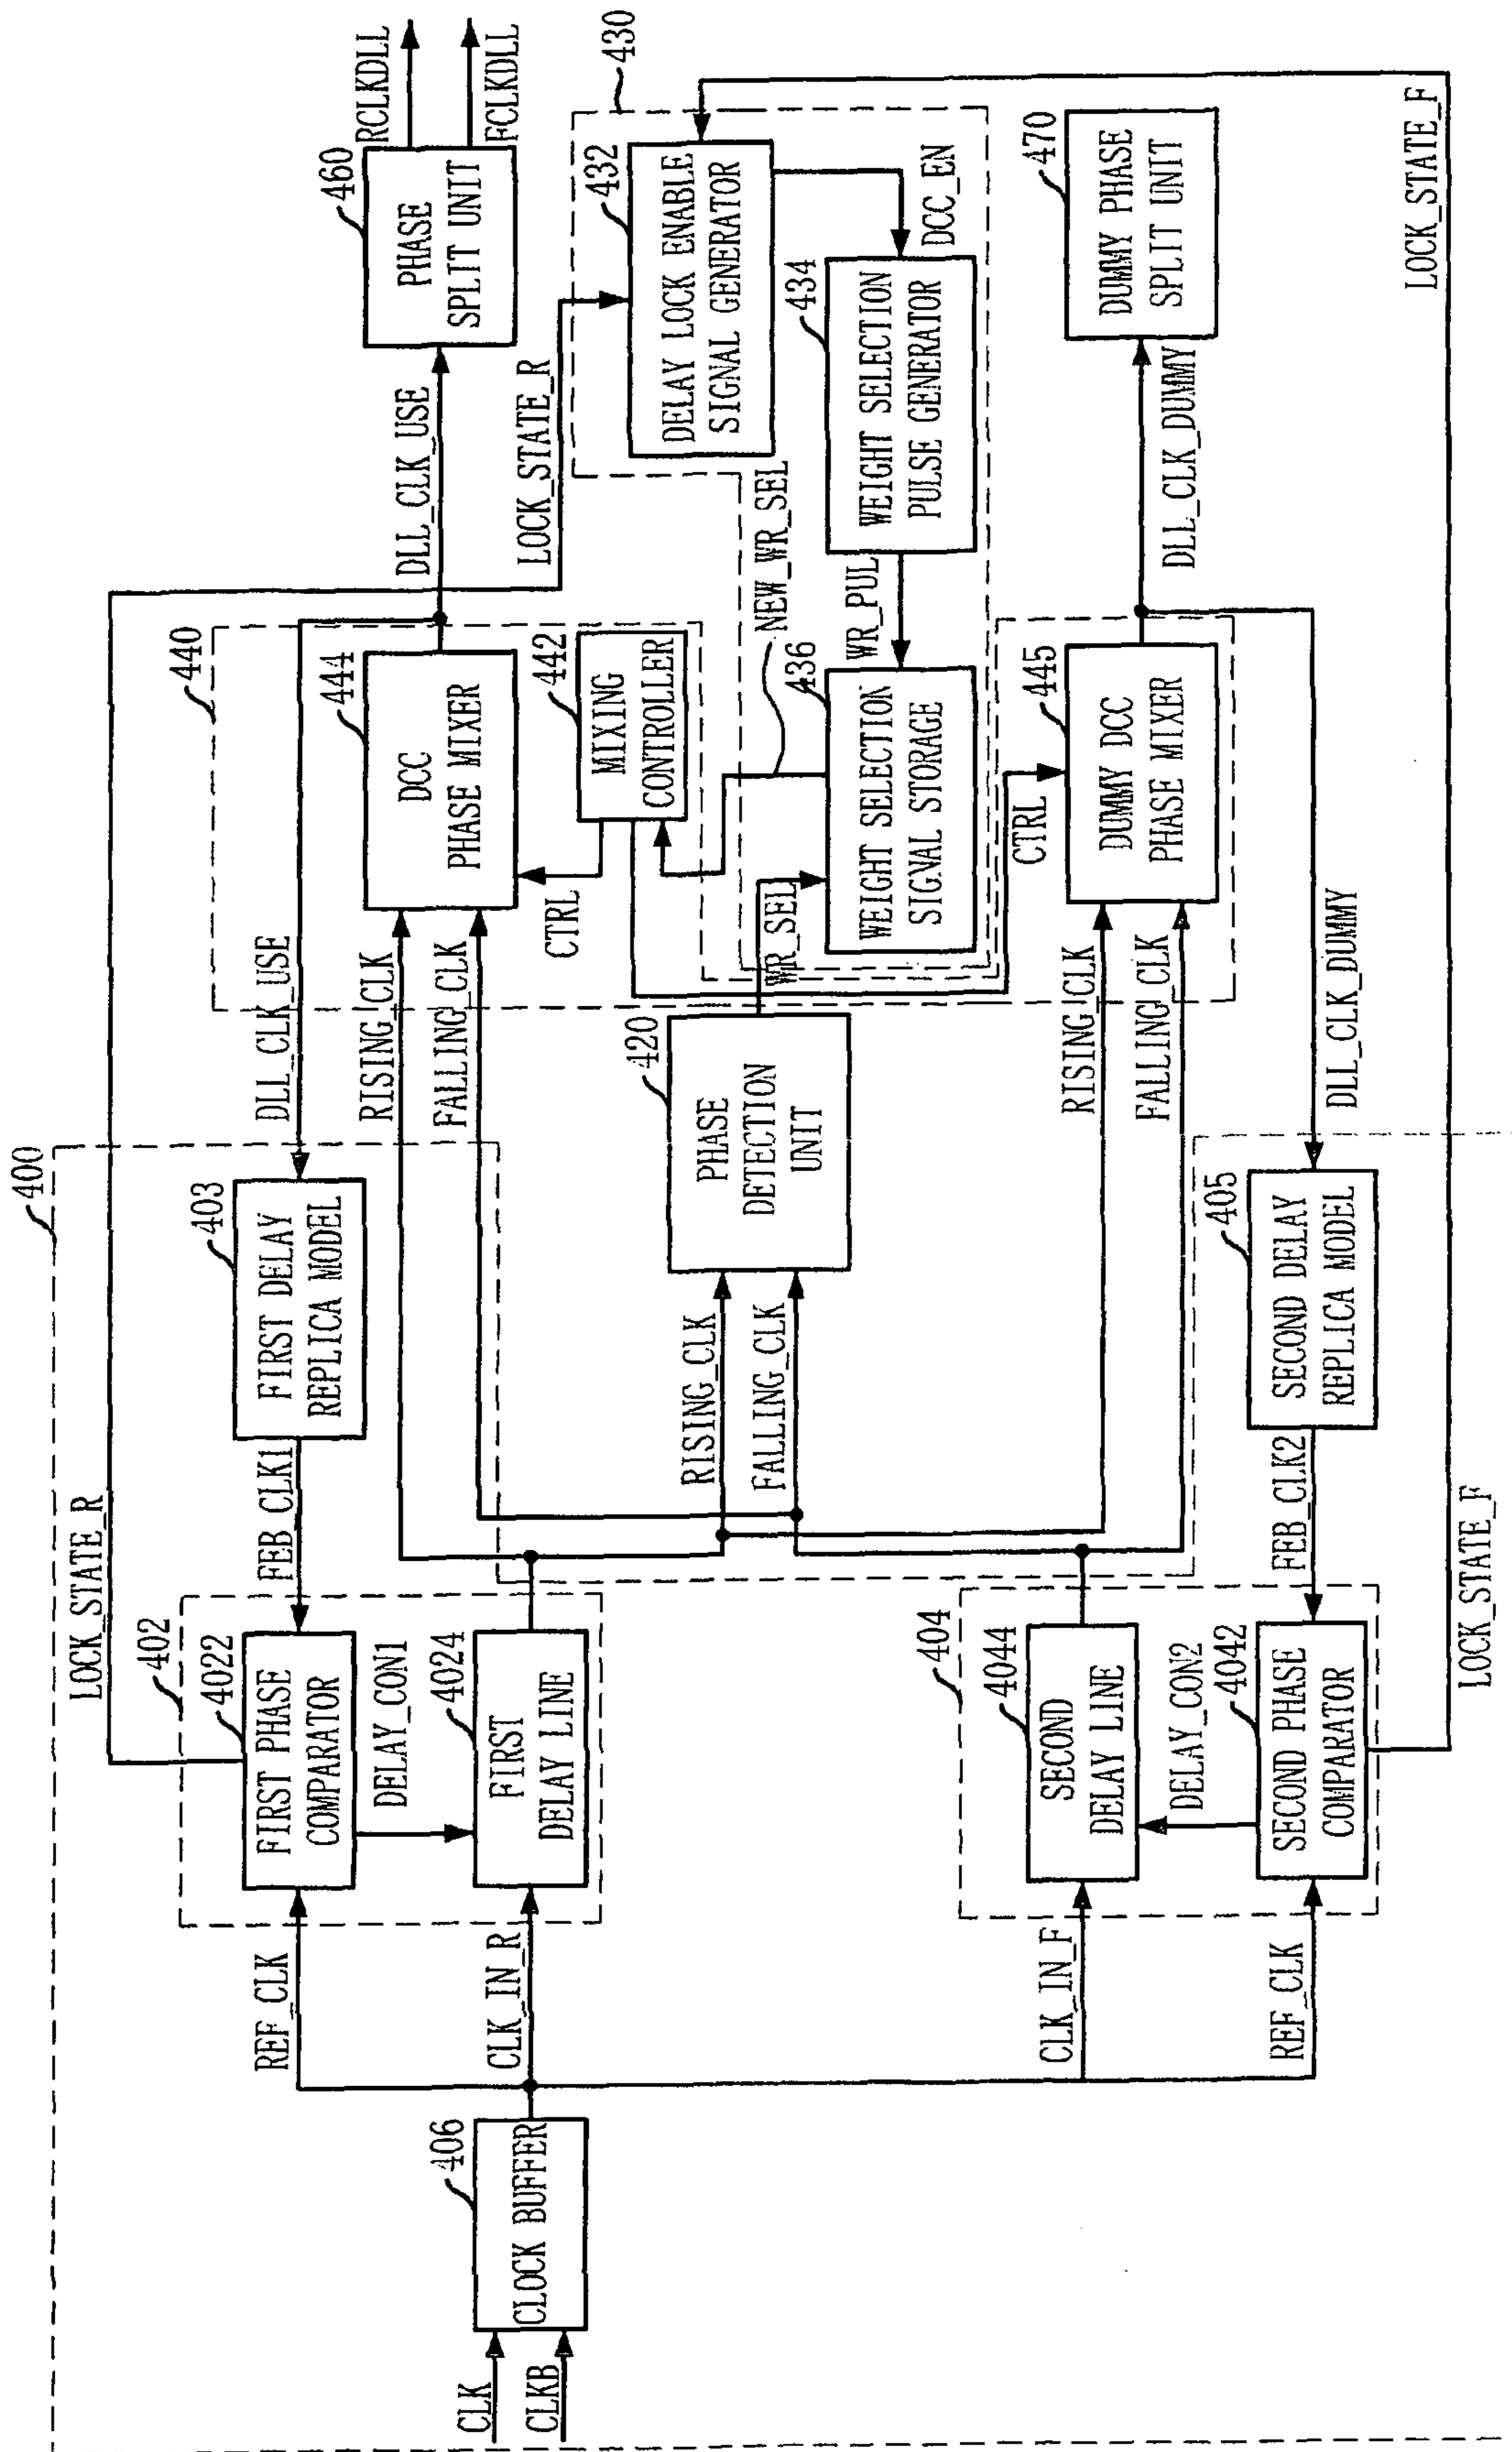 400
LOCK_STATE_R
402
4022
FIRST PHASE
COMPARATOR
DELAY_CON1
4024
FIRST
DELAY LINE
REF_CLK
CLK_IN_R
406
CLOCK BUFFER
CLK
CLKB
FEB_CLK1
403
FIRST DELAY
REPLICA MODEL
DLL_CLK_USE
RISING_CLK
FALLING_CLK
440
444
DCC
PHASE MIXER
CTRL
442
MIXING
CONTROLLER
DLL_CLK_USE
LOCK_STATE_R
460
PHASE
SPLIT UNIT
RCLKDLL
FCLKDLL
430
432
DELAY LOCK ENABLE
SIGNAL GENERATOR
DCC_EN
434
WEIGHT SELECTION
PULSE GENERATOR
WR_PUL
NEW_WR_SEL
436
WEIGHT SELECTION
SIGNAL STORAGE
WR_SEL
420
PHASE
DETECTION
UNIT
RISING_CLK
FALLING_CLK
CLK_IN_F
REF_CLK
404
4044
SECOND
DELAY LINE
DELAY_CON2
4042
SECOND PHASE
COMPARATOR
FEB_CLK2
405
SECOND DELAY
REPLICA MODEL
RISING_CLK
FALLING_CLK
DLL_CLK_DUMMY
CTRL
445
DUMMY DCC
PHASE MIXER
DLL_CLK_DUMMY
470
DUMMY PHASE
SPLIT UNIT
LOCK_STATE_F
LOCK_STATE_F